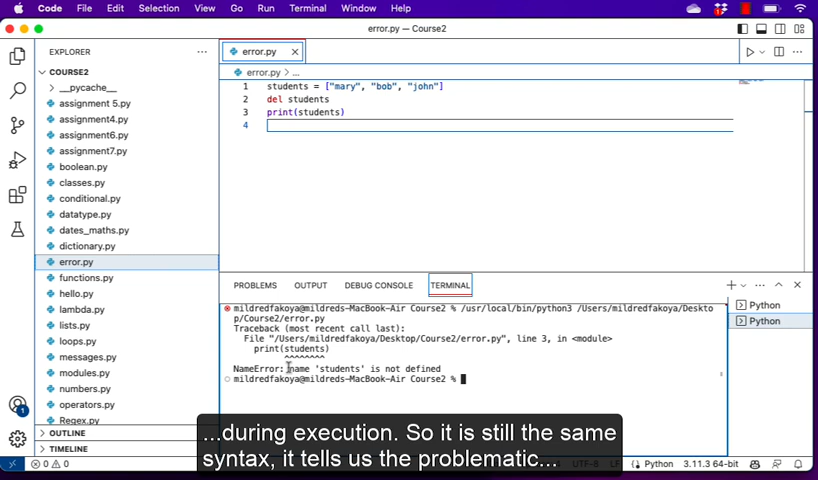 Code File Edit Selection View Go Run Terminal Window Help
error.py — Course2
EXPLORER
error.py
COURSE2
error.py > ...
__pycache__
assignment 5.py
assignment4.py
assignment6.py
assignment7.py
boolean.py
classes.py
conditional.py
datatype.py
dates_maths.py
dictionary.py
error.py
functions.py
hello.py
lambda.py
lists.py
loops.py
messages.py
modules.py
numbers.py
operators.py
Regex.py
OUTLINE
TIMELINE
1 students = ["mary", "bob", "john"]
2 del students
3 print(students)
4
PROBLEMS OUTPUT DEBUG CONSOLE TERMINAL
mildredfakoya@mildreds-MacBook-Air Course2 % /usr/local/bin/python3 /Users/mildredfakoya/Deskto
p/Course2/error.py
Traceback (most recent call last):
File "/Users/mildredfakoya/Desktop/Course2/error.py", line 3, in <module>
print(students)
^^^^^^^^
NameError: name 'students' is not defined
mildredfakoya@mildreds-MacBook-Air Course2 %
Python
Python
...during execution. So it is still the same
syntax, it tells us the problematic...
1
0 0
UTF-8 LF Python 3.11.3 64-bit